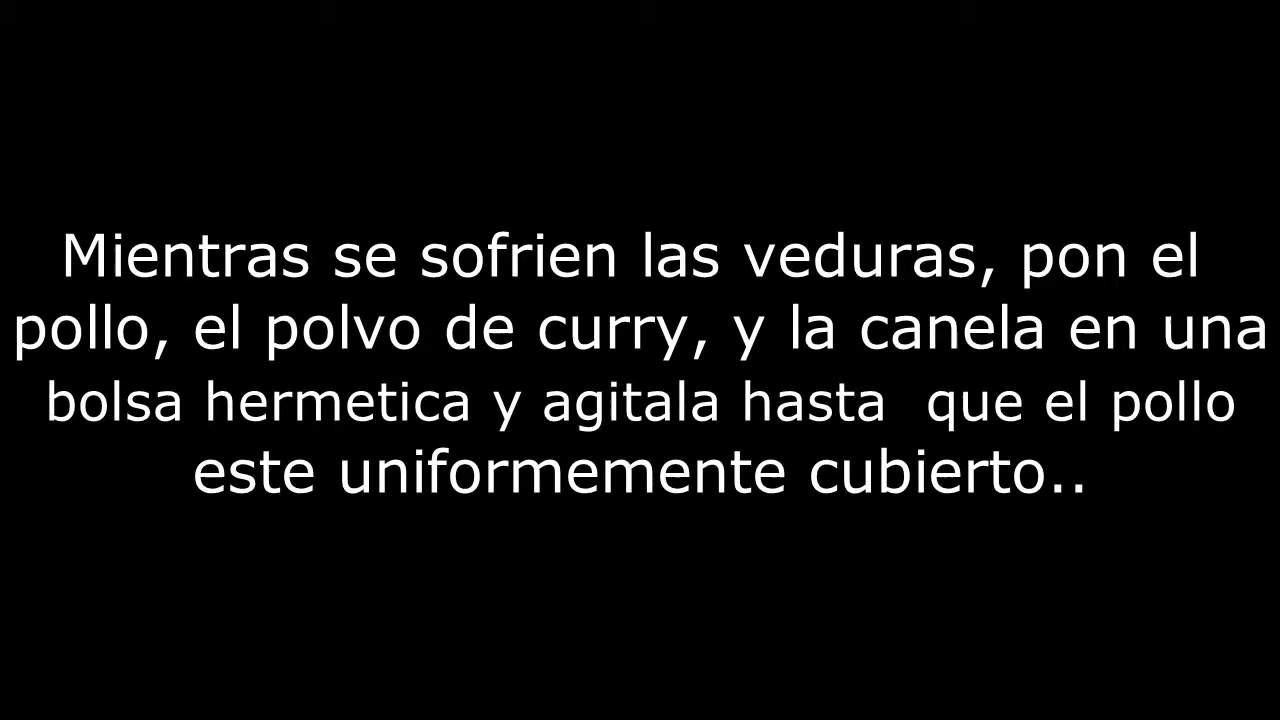 Mientras se sofrien las veduras, pon el
pollo, el polvo de curry, y la canela en una
bolsa hermetica y agitala hasta  que el pollo
este uniformemente cubierto..